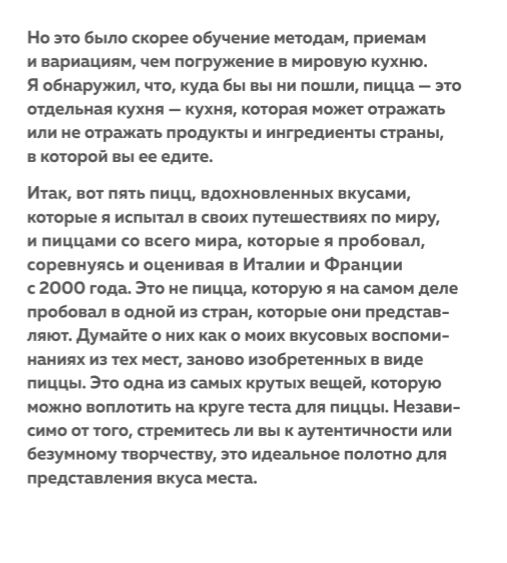 Но это было скорее обучение методам, приемам
и вариациям, чем погружение в мировую кухню.
Я обнаружил, что, куда бы вы ни пошли, пицца — это
отдельная кухня — кухня, которая может отражать
или не отражать продукты и ингредиенты страны,
в которой вы ее едите.
Итак, вот пять пицц, вдохновленных вкусами,
которые я испытал в своих путешествиях по миру,
и пиццами со всего мира, которые я пробовал,
соревнуясь и оценивая в Италии и Франции
с 2000 года. Это не пицца, которую я на самом деле
пробовал в одной из стран, которые они представ-
ляют. Думайте о них как о моих вкусовых воспоми-
наниях из тех мест, заново изобретенных в виде
пиццы. Это одна из самых крутых вещей, которую
можно воплотить на круге теста для пиццы. Незави-
симо от того, стремитесь ли вы к аутентичности или
безумному творчеству, это идеальное полотно для
представления вкуса места.